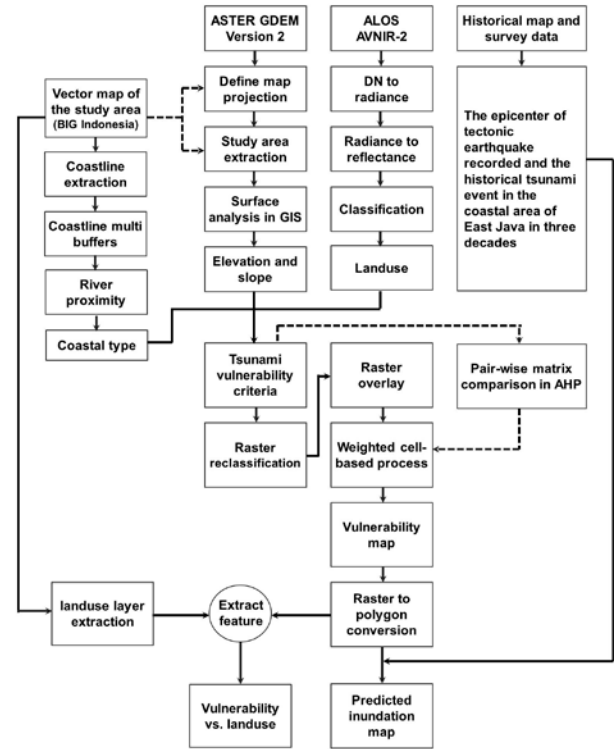 ASTER GDEM
Version 2
ALOS
AVNIR-2
Historical map and
survey data
Vector map of
the study area
(BIG Indonesia)
Define map
projection
DN to
radiance
The epicenter of
tectonic
earthquake
recorded and the
historical tsunami
event in the
coastal area of
East Java in three
decades
Coastline
extraction
Study area
extraction
Radiance to
reflectance
Coastline multi
buffers
Surface
analysis in GIS
Classification
River
proximity
Elevation and
slope
Landuse
Coastal type
Tsunami
vulnerability
criteria
Raster
overlay
Pair-wise matrix
comparison in AHP
Raster
reclassification
Weighted cell-
based process
Vulnerability
map
landuse layer
extraction
Extract
feature
Raster to
polygon
conversion
Vulnerability
vs. landuse
Predicted
inundation
map